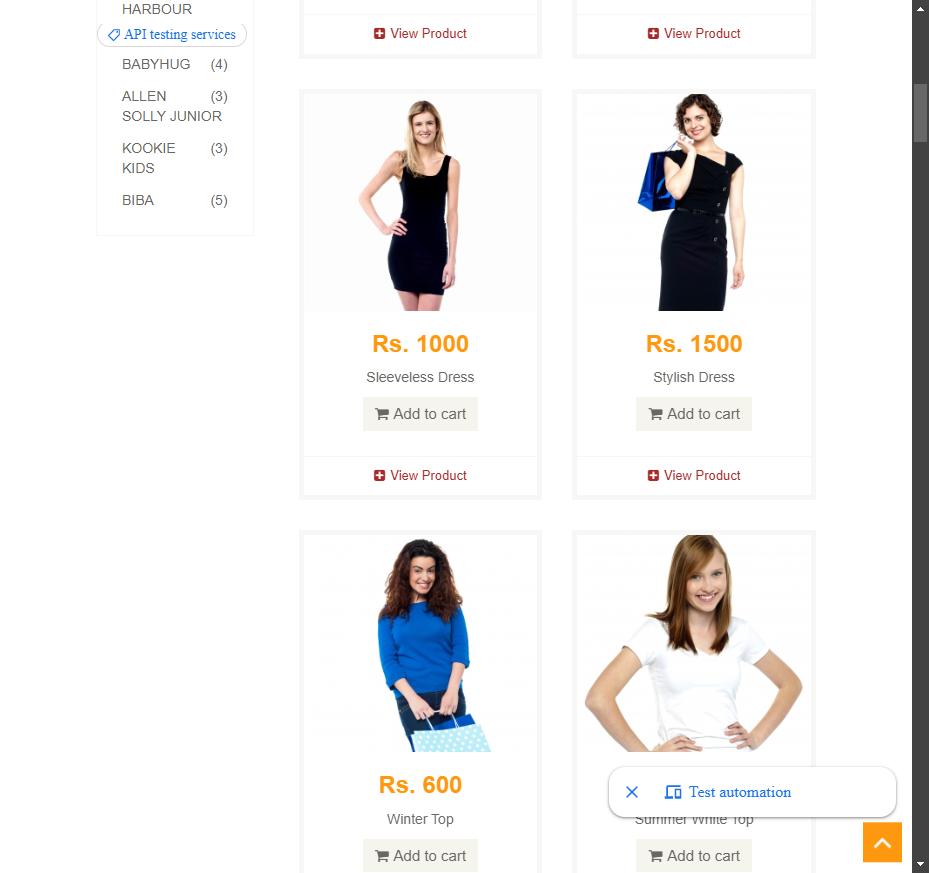 HARBOUR
API testing services
BABYHUG (4)
ALLEN (3)
SOLLY JUNIOR
KOOKIE (3)
KIDS
BIBA (5)
View Product
View Product
Rs. 1000
Sleeveless Dress
Add to cart
View Product
Rs. 1500
Stylish Dress
Add to cart
View Product
Rs. 600
Winter Top
Add to cart
Test automation
Summer White Top
Add to cart